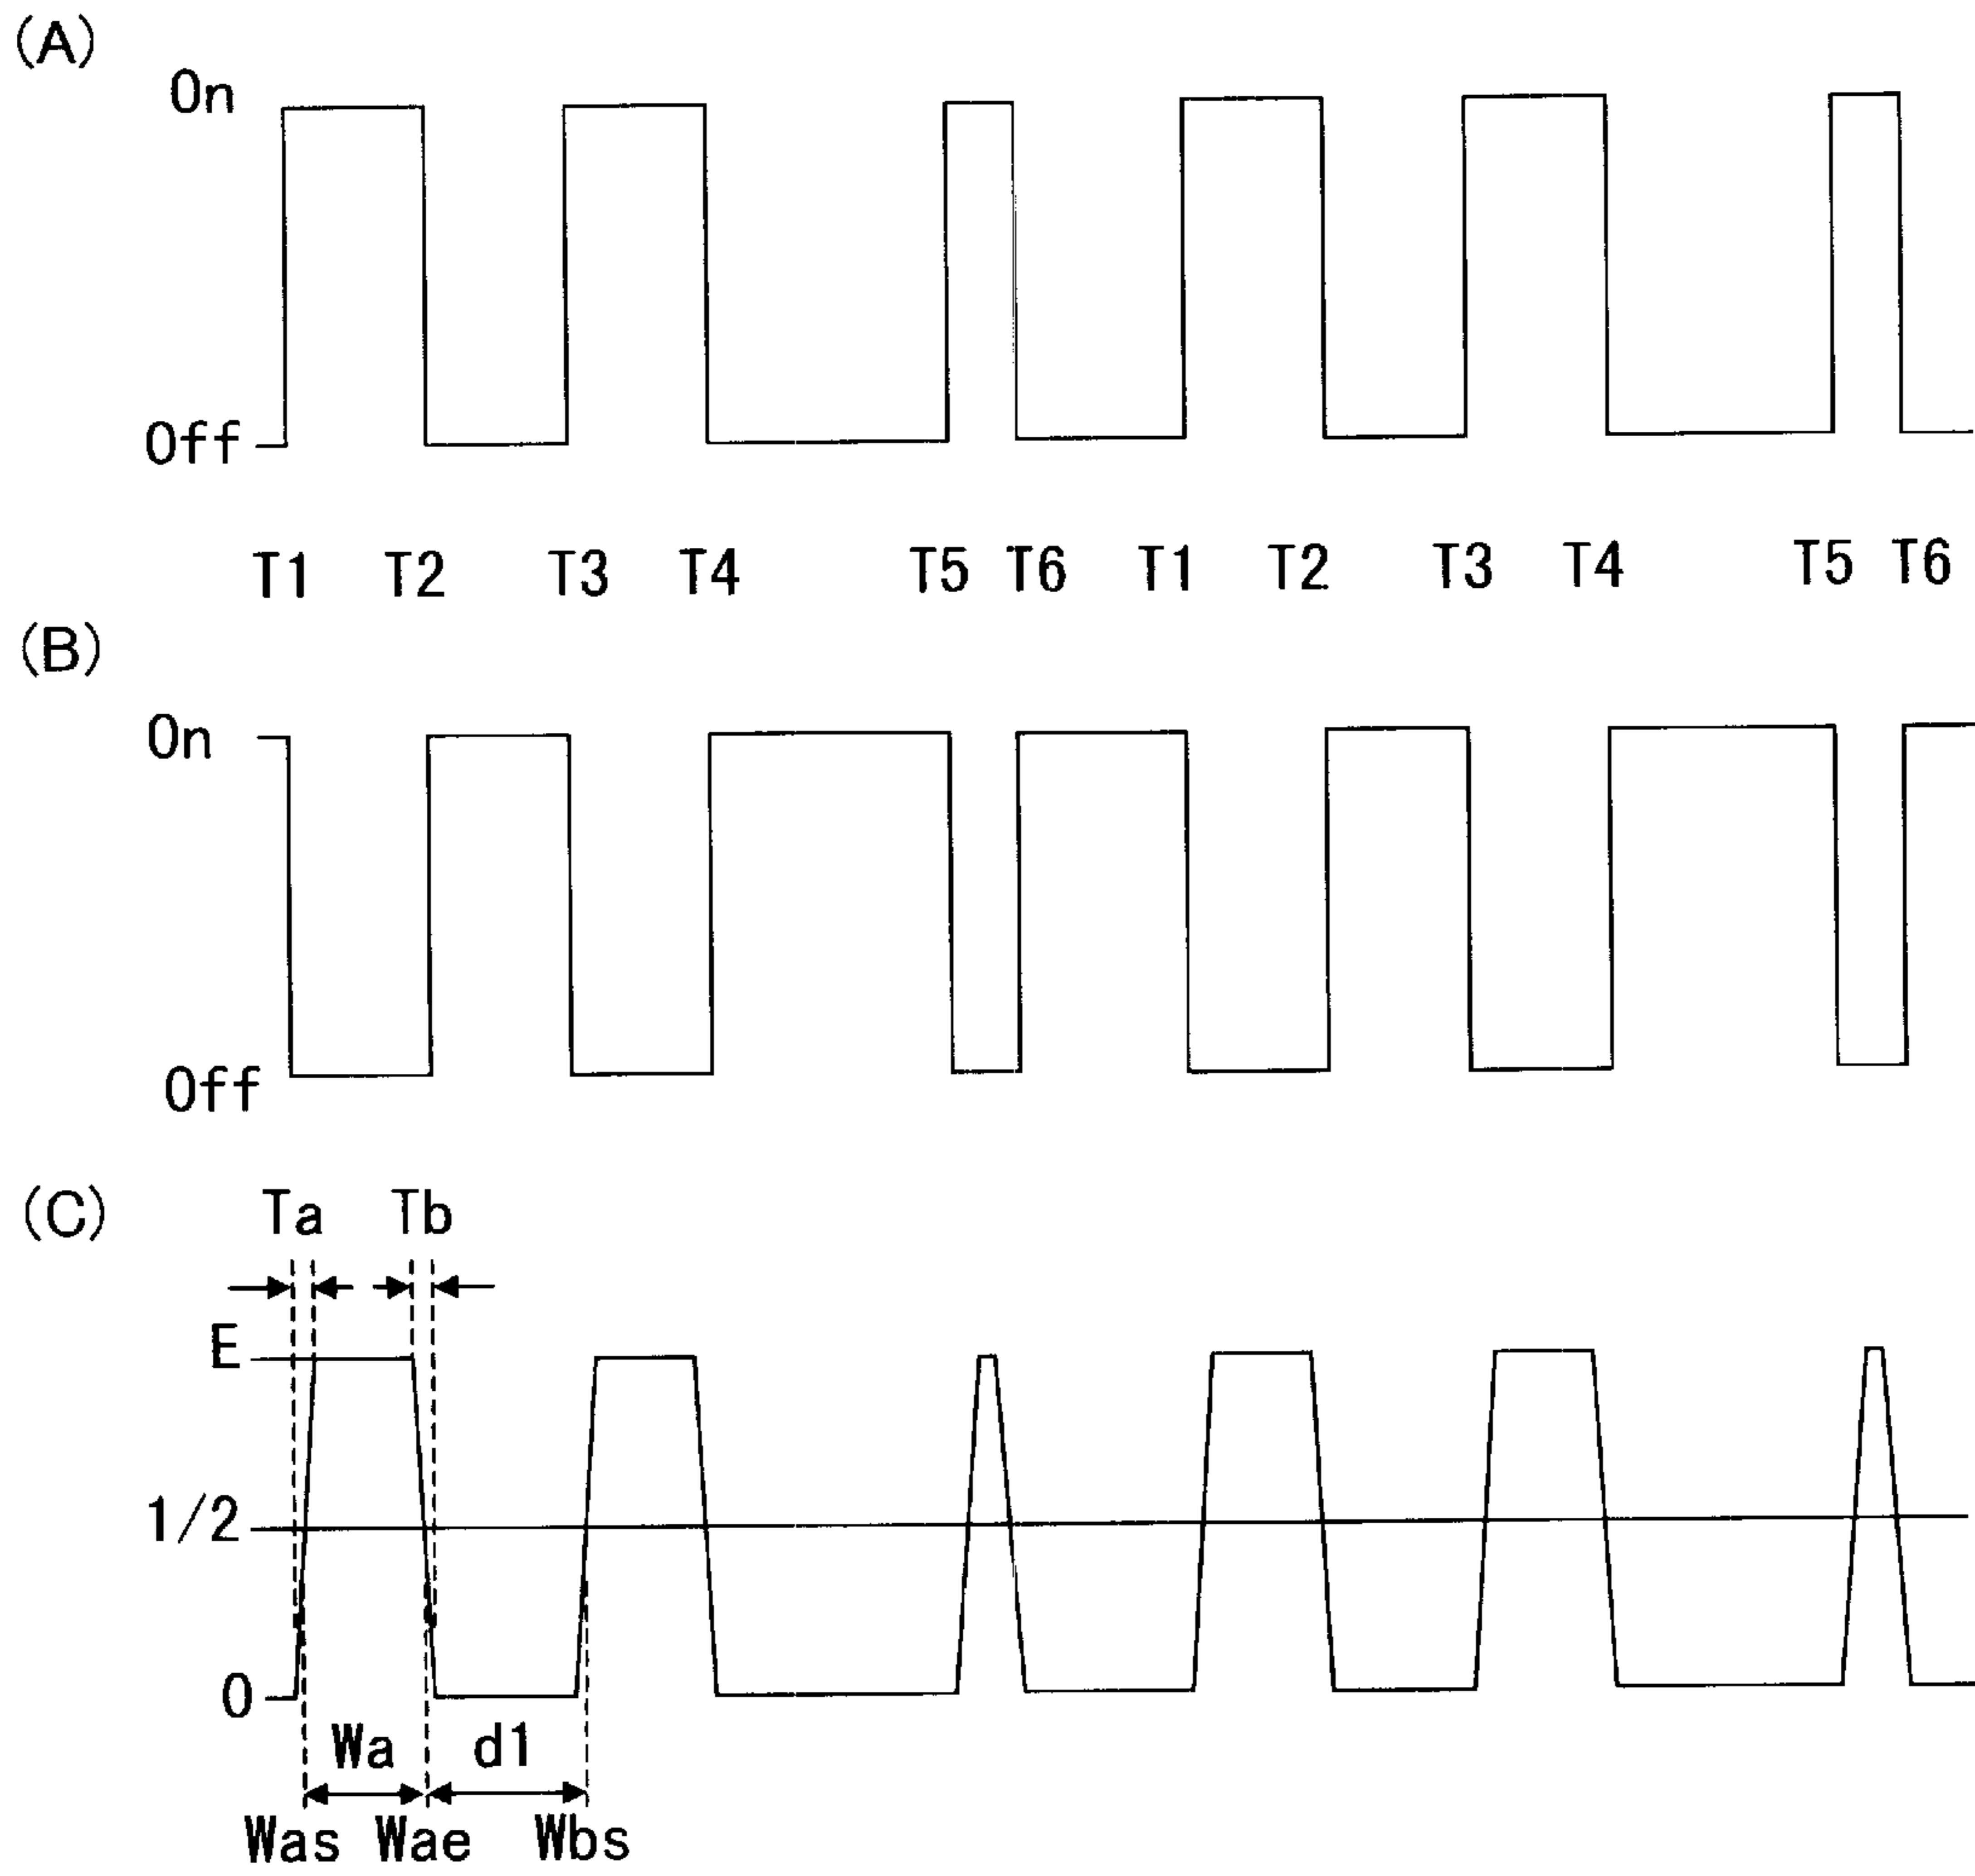 (A)
On
Off
T1 T2 T3 T4 T5 T6 T1 T2 T3 T4 T5 T6
(B)
On
Off
(C)
Ta Tb
E
1/2
0
Wa d1
Was Wae Wbs